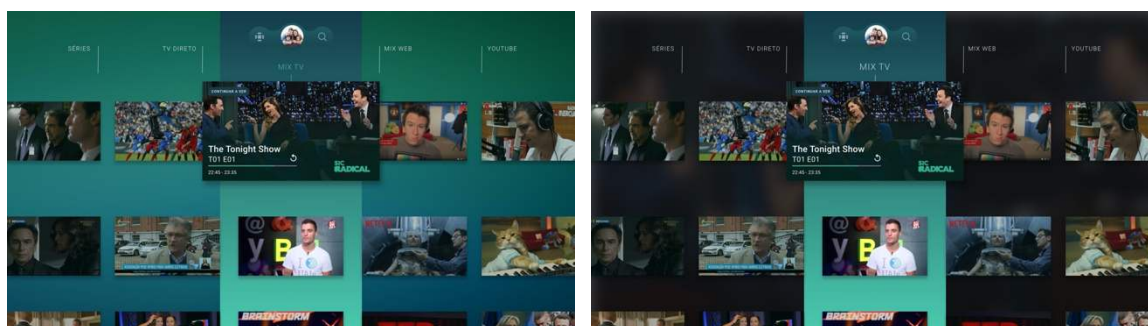 SÉRIES
TV DIRETO
MIX TV
MIX WEB
YOUTUBE
CONTINUAR A VER
The Tonight Show
T01 E01
22:45 - 23:35
SIC
RADICAL
BRAINSTORM
SÉRIES
TV DIRETO
MIX TV
MIX WEB
YOUTUBE
CONTINUAR A VER
The Tonight Show
T01 E01
22:45 - 23:35
SIC
RADICAL
BRAINSTORM